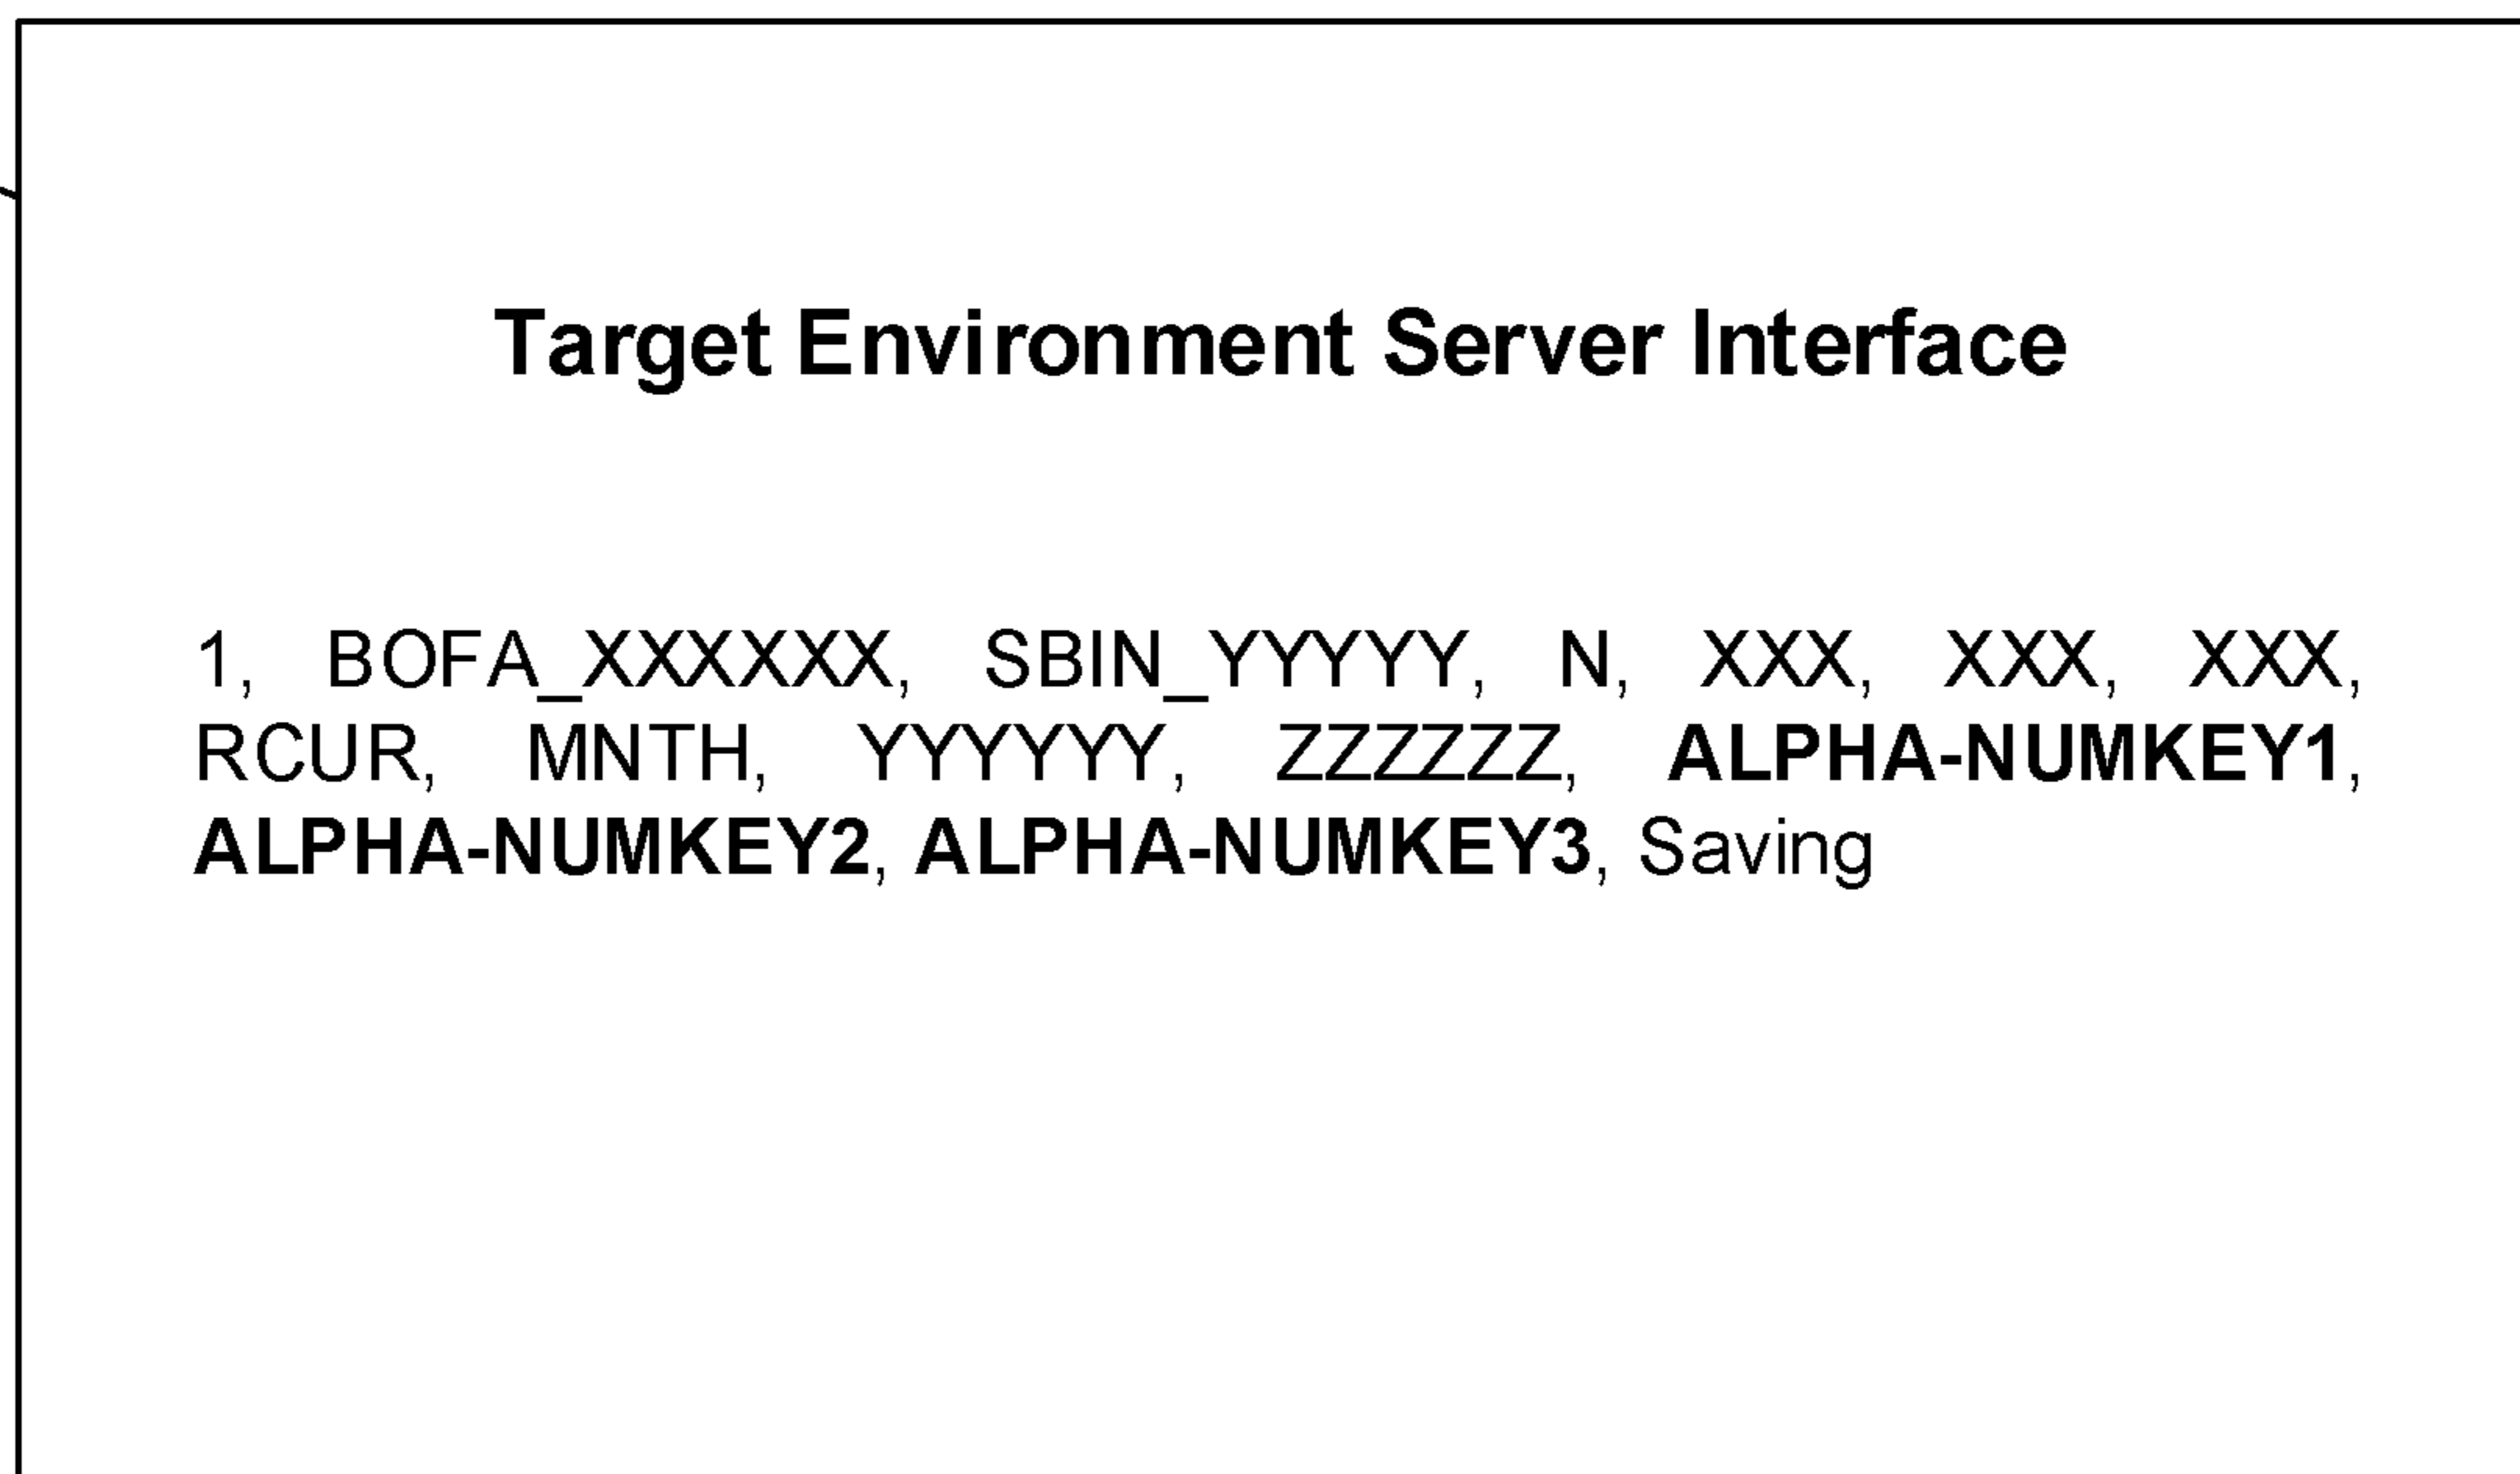 Target Environment Server Interface
1, BOFA_XXXXXX, SBIN_YYYYY, N, XXX, XXX, XXX,
RCUR, MNTH, YYYYYY, ZZZZZZ, ALPHA-NUMKEY1,
ALPHA-NUMKEY2, ALPHA-NUMKEY3, Saving